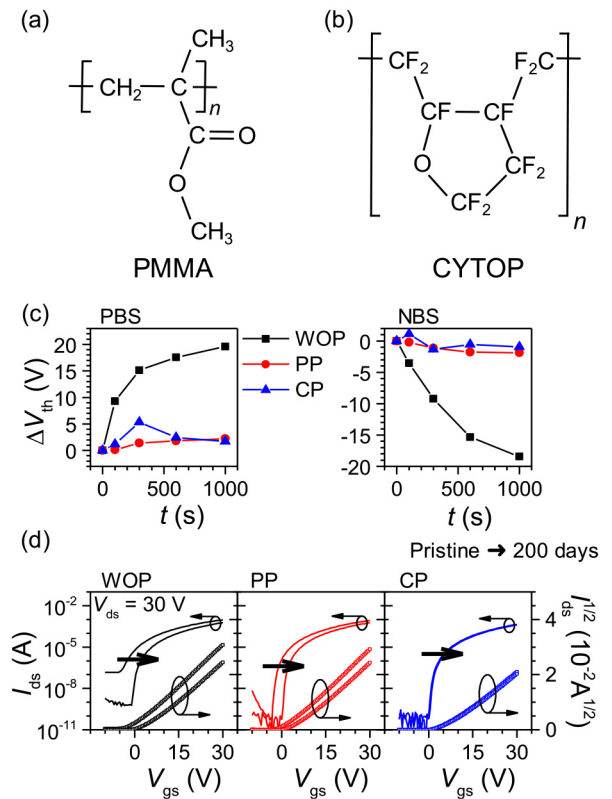 (a)
CH3
CH2
C
n
C
O
O
CH3
PMMA
(b)
CF2
F2C
CF
CF
O
CF2
CF2
n
CYTOP
(c)
PBS
NBS
WOP
PP
CP
20
15
10
5
0
ΔVth (V)
0 500 1000
t (s)
0
-5
-10
-15
-20
0 500 1000
t (s)
(d)
Pristine → 200 days
WOP
PP
CP
Vds = 30 V
10-2
10-5
10-8
10-11
Ids (A)
4
2
0
Ids1/2 (10-2A1/2)
0 15 30
0 15 30
0 15 30
Vgs (V)
Vgs (V)
Vgs (V)